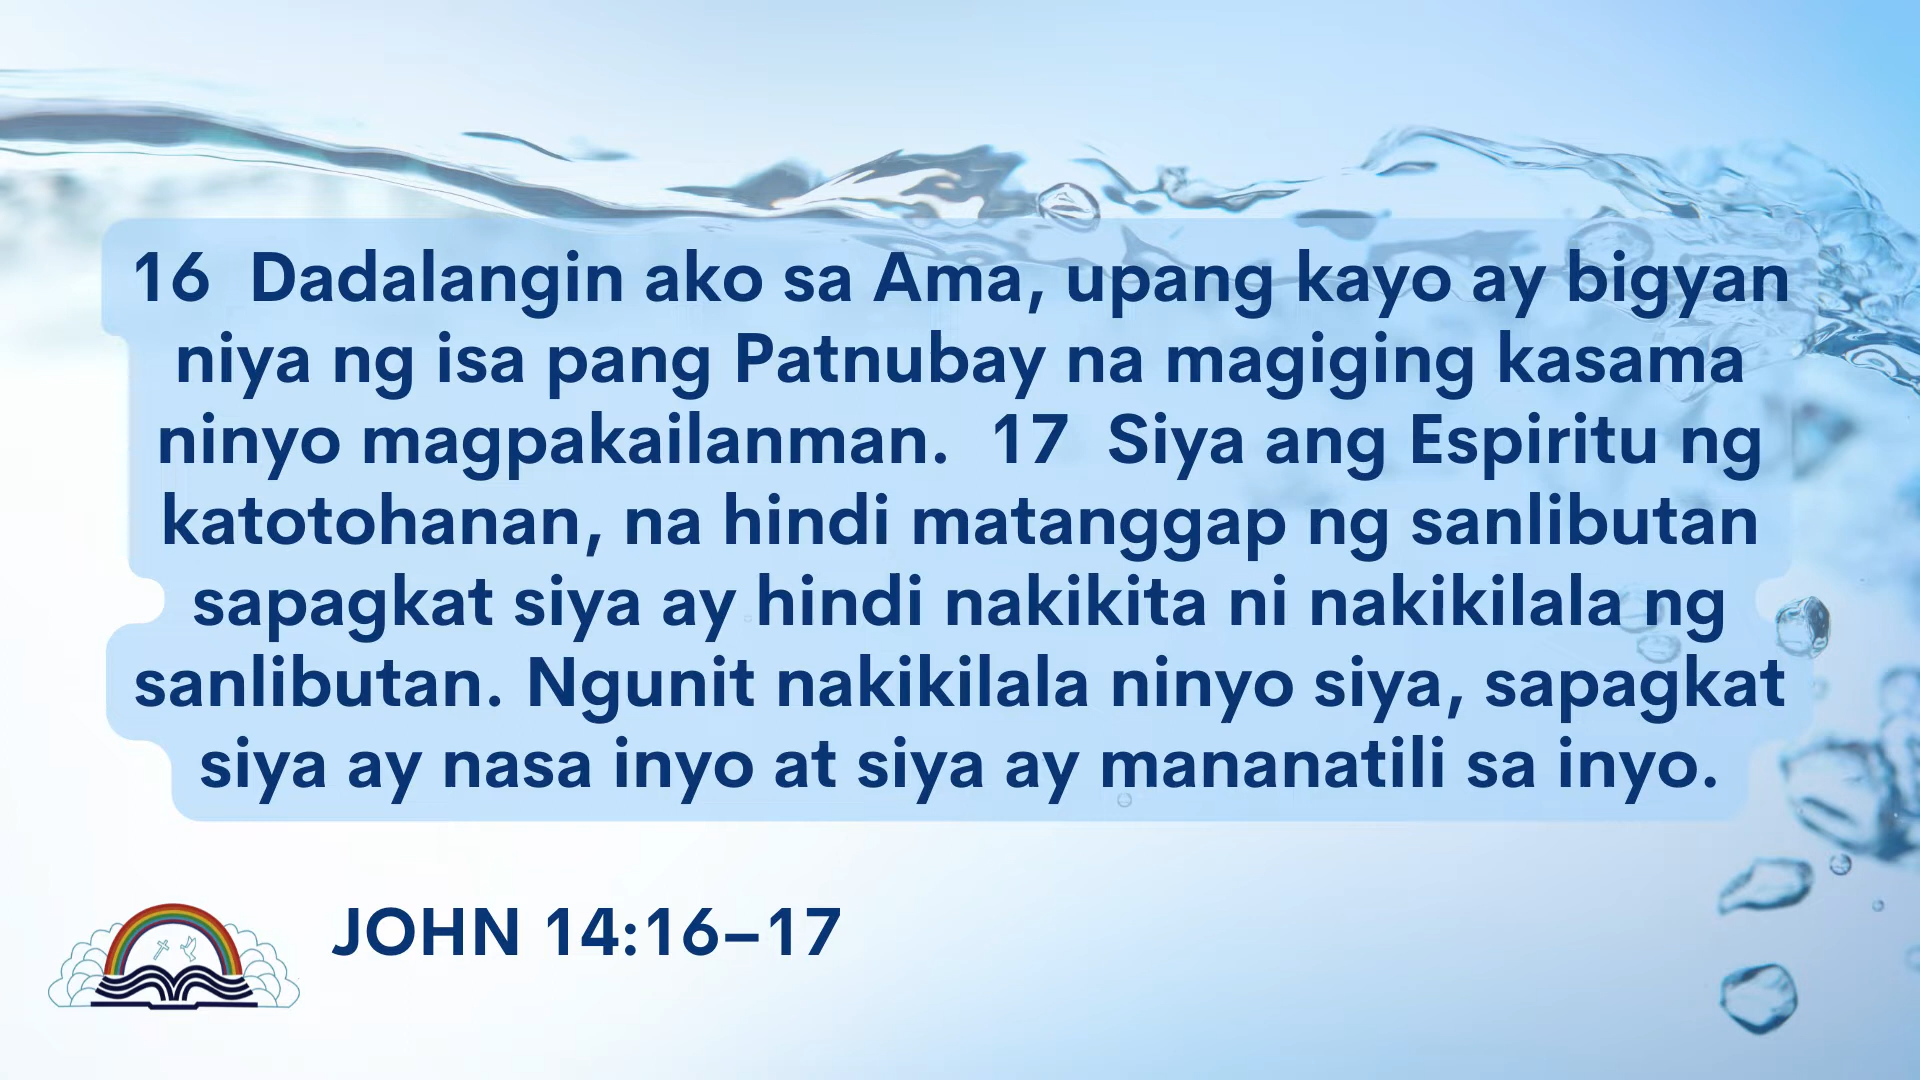 16  Dadalangin ako sa Ama, upang kayo ay bigyan
niya ng isa pang Patnubay na magiging kasama
ninyo magpakailanman.  17  Siya ang Espiritu ng
katotohanan, na hindi matanggap ng sanlibutan
sapagkat siya ay hindi nakikita ni nakikilala ng
sanlibutan. Ngunit nakikilala ninyo siya, sapagkat
siya ay nasa inyo at siya ay mananatili sa inyo.
JOHN 14:16–17